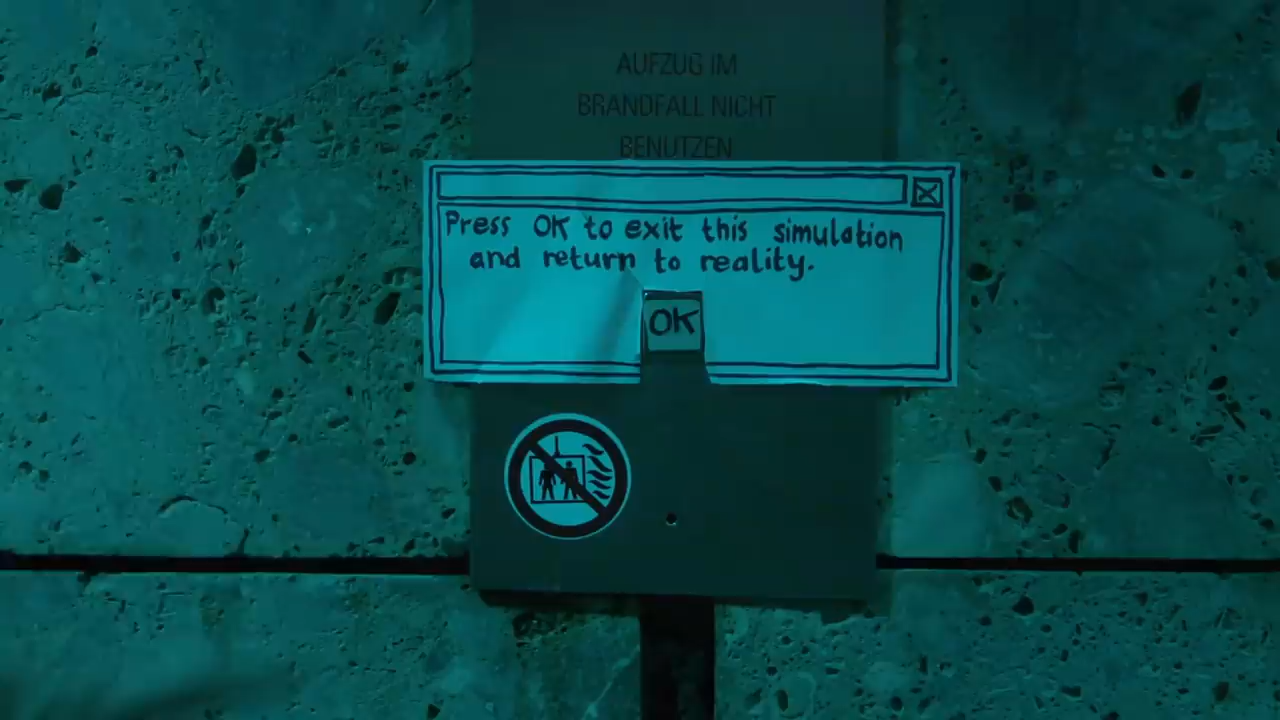 AUFZUG IM
BRANDFALL NICHT
BENUTZEN
Press OK to exit this simulation
and return to reality.
OK